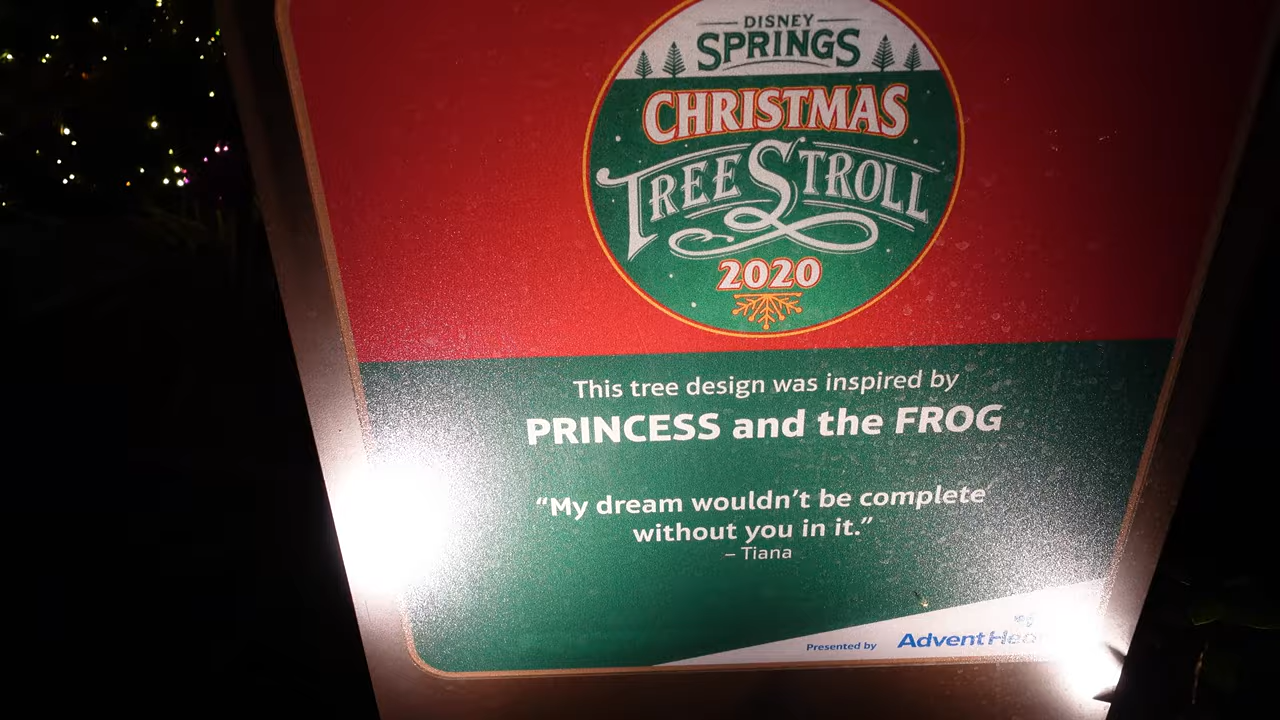 DISNEY
SPRINGS
CHRISTMAS
TREE STROLL
2020
This tree design was inspired by
PRINCESS and the FROG
“My dream wouldn’t be complete
without you in it.”
– Tiana
Presented by